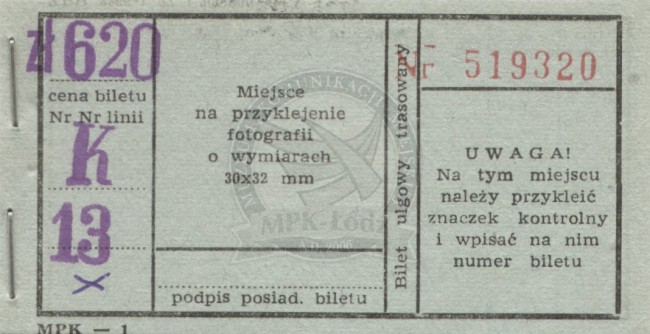 zł 620
cena biletu
Nr Nr linii
K
13
x
Miejsce
na przyklejenie
fotografii
o wymiarach
30x32 mm
podpis posiad. biletu
Bilet ulgowy trasowany
Nr 519320
UWAGA!
Na tym miejscu
należy przykleić
znaczek kontrolny
i wpisać na nim
numer biletu
MPK — 1
MPK-Łódź
A.D. 2006